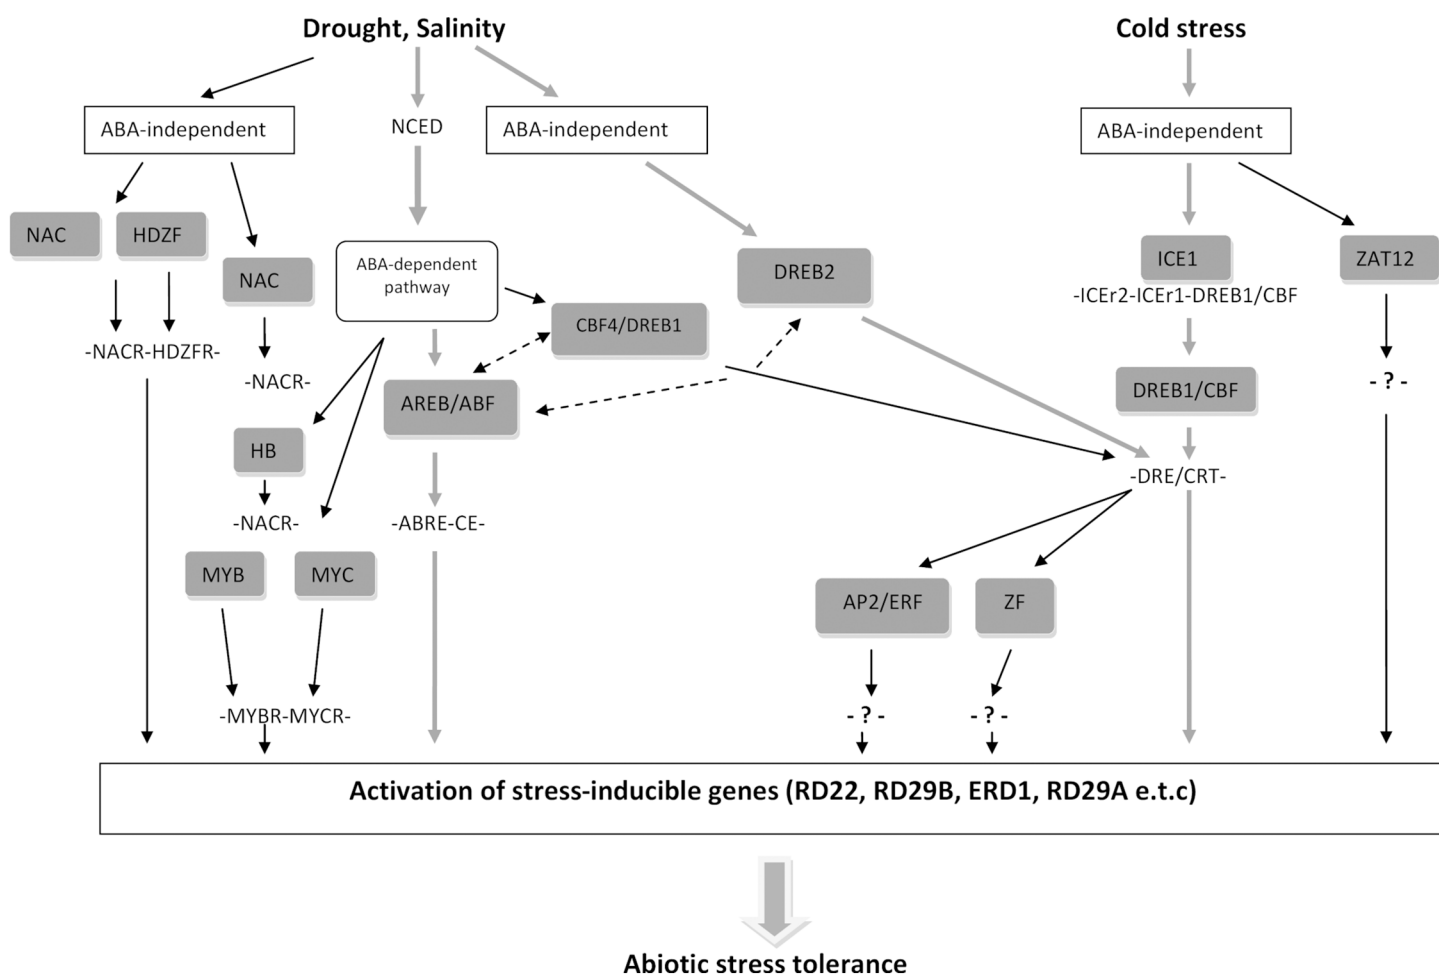 Drought, Salinity
Cold stress
ABA-independent
NCED
ABA-independent
ABA-independent
NAC
HDZF
NAC
ABA-dependent
pathway
DREB2
ICE1
ZAT12
-ICEr2-ICEr1-DREB1/CBF
CBF4/DREB1
-NACR-HDZFR-
-NACR-
AREB/ABF
DREB1/CBF
- ? -
HB
-DRE/CRT-
-NACR-
-ABRE-CE-
MYB
MYC
AP2/ERF
ZF
-MYBR-MYCR-
- ? -
- ? -
Activation of stress-inducible genes (RD22, RD29B, ERD1, RD29A e.t.c)
Abiotic stress tolerance